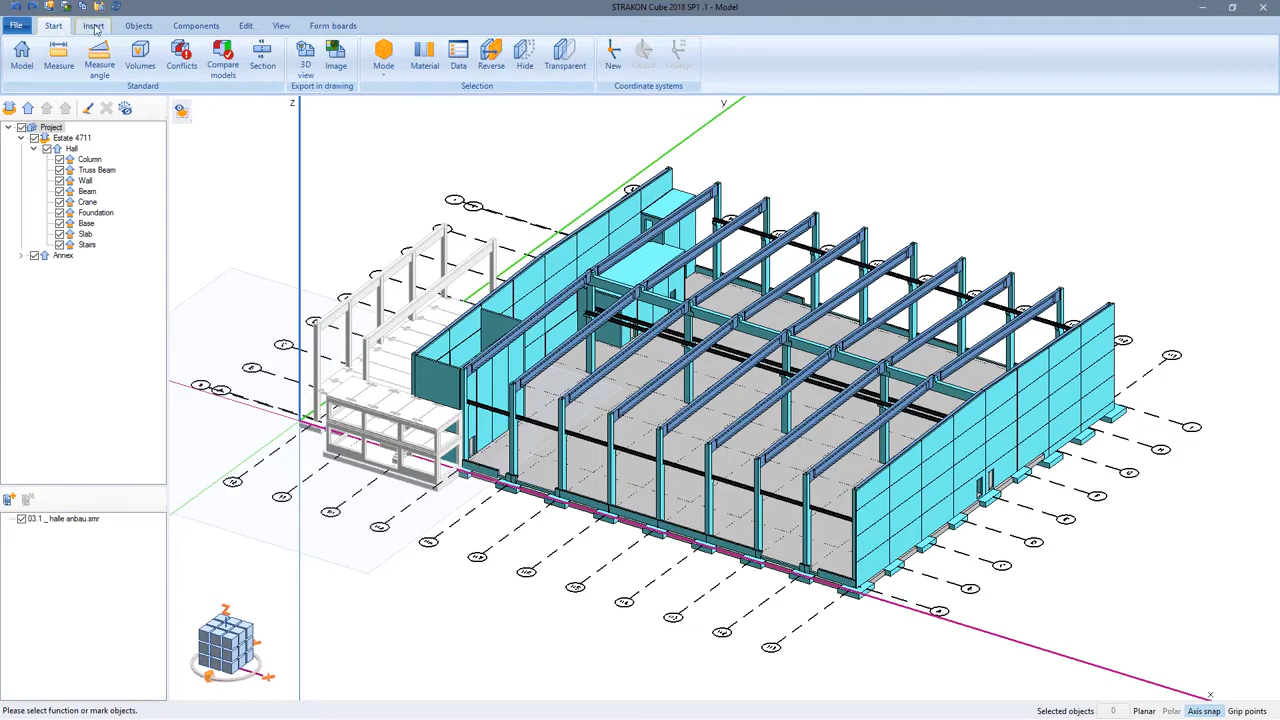 STRAKON Cube 2018 SP1 .1 - Model
File
Start
Insert
Objects
Components
Edit
View
Form boards
Model
Measure
Measure angle
Volumes
Conflicts
Compare models
Section
3D view
Image
Mode
Material
Data
Reverse
Hide
Transparent
New
Standard
Export in drawing
Selection
Coordinate systems
Project
Estate 4711
Hall
Column
Truss Beam
Wall
Beam
Crane
Foundation
Base
Slab
Stairs
Annex
03.1 _ halle anbau.smr
Z
Y
X
Z
Please select function or mark objects.
Selected objects
0
Planar
Polar
Axis snap
Grip points